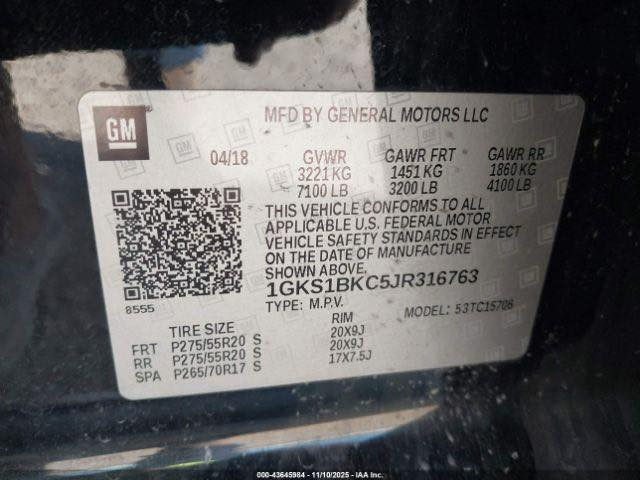 GM
MFD BY GENERAL MOTORS LLC
04/18 GVWR GAWR FRT GAWR RR
3221 KG 1451 KG 1860 KG
7100 LB 3200 LB 4100 LB
THIS VEHICLE CONFORMS TO ALL
APPLICABLE U.S. FEDERAL MOTOR
VEHICLE SAFETY STANDARDS IN EFFECT
ON THE DATE OF MANUFACTURE
SHOWN ABOVE.
1GKS1BKC5JR316763
8555
TYPE: M.P.V. MODEL: 53TC15706
TIRE SIZE RIM
FRT P275/55R20 S 20X9J
RR P275/55R20 S 20X9J
SPA P265/70R17 S 17X7.5J
000-43645984 - 11/10/2025 - IAA Inc.